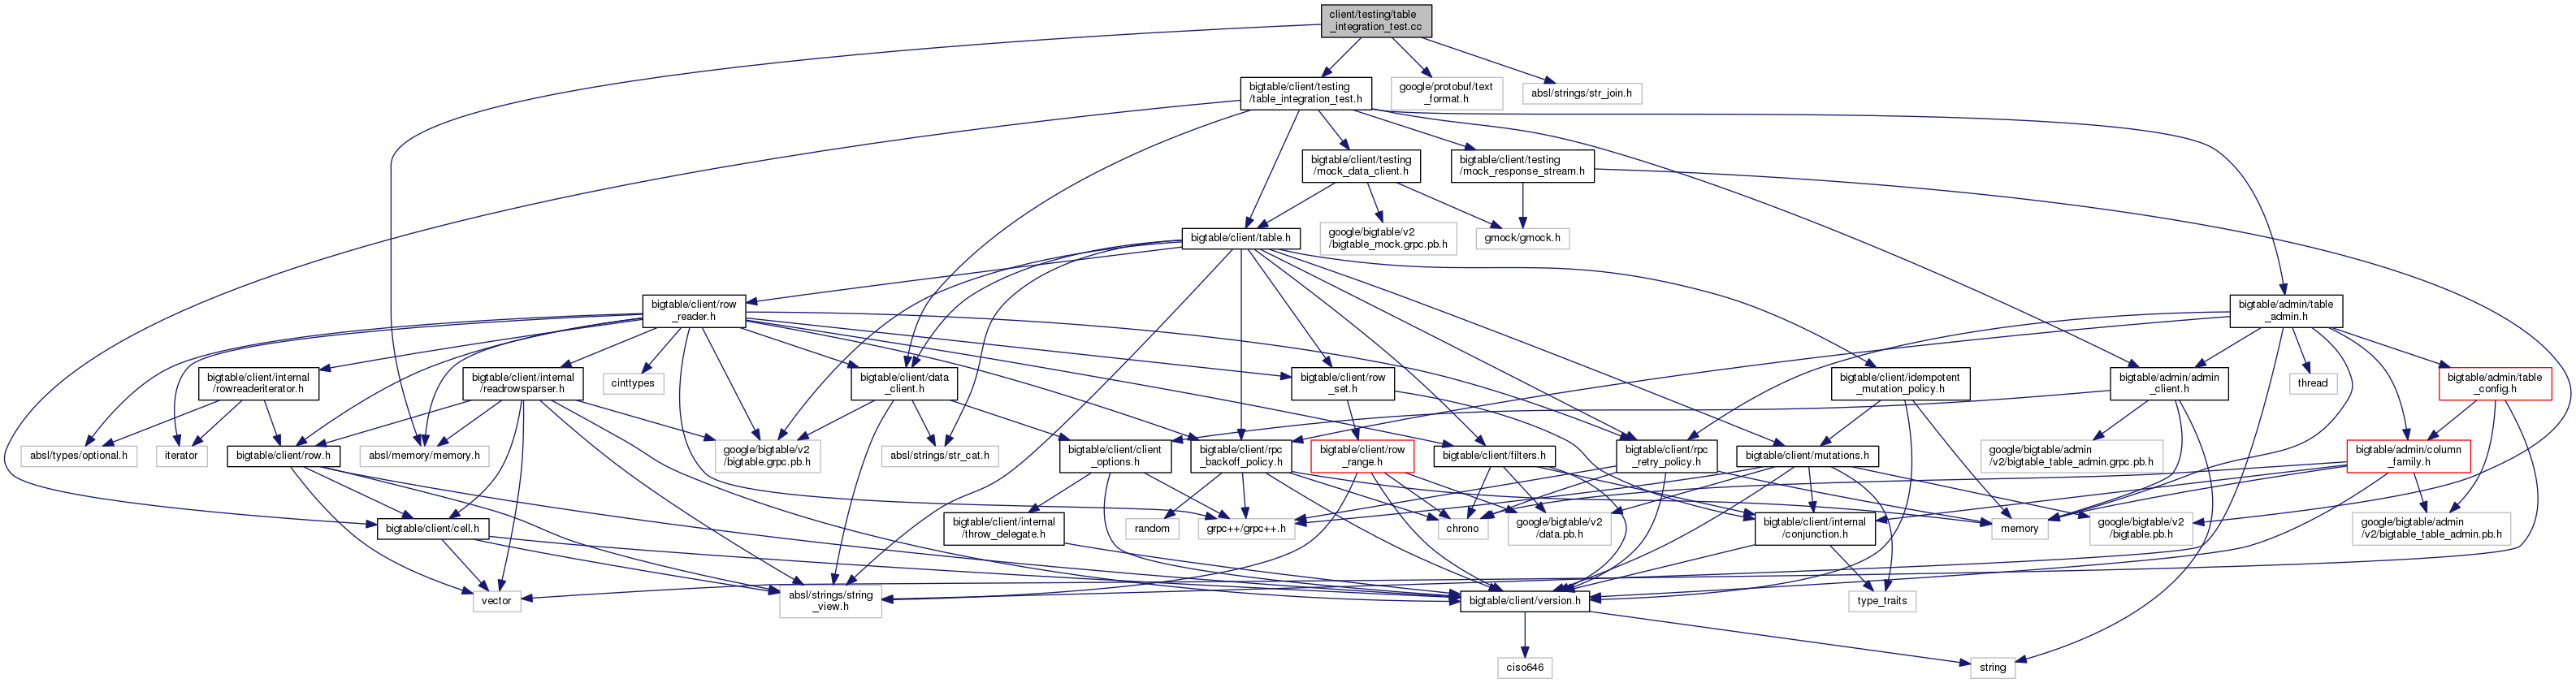 client/testing/table
_integration_test.cc
bigtable/client/testing
/table_integration_test.h
google/protobuf/text
_format.h
absl/strings/str_join.h
bigtable/client/testing
/mock_data_client.h
bigtable/client/testing
/mock_response_stream.h
bigtable/client/table.h
google/bigtable/v2
/bigtable_mock.grpc.pb.h
gmock/gmock.h
bigtable/client/row
_reader.h
bigtable/admin/table
_admin.h
bigtable/client/internal
/rowreaderiterator.h
bigtable/client/internal
/readrowsparser.h
cinttypes
bigtable/client/data
_client.h
bigtable/client/row
_set.h
bigtable/client/idempotent
_mutation_policy.h
bigtable/admin/admin
_client.h
thread
bigtable/admin/table
_config.h
absl/types/optional.h
iterator
bigtable/client/row.h
absl/memory/memory.h
google/bigtable/v2
/bigtable.grpc.pb.h
absl/strings/str_cat.h
bigtable/client/client
_options.h
bigtable/client/rpc
_backoff_policy.h
bigtable/client/row
_range.h
bigtable/client/filters.h
bigtable/client/rpc
_retry_policy.h
bigtable/client/mutations.h
google/bigtable/admin
/v2/bigtable_table_admin.grpc.pb.h
bigtable/admin/column
_family.h
bigtable/client/cell.h
bigtable/client/internal
/throw_delegate.h
random
grpc++/grpc++.h
chrono
google/bigtable/v2
/data.pb.h
bigtable/client/internal
/conjunction.h
memory
google/bigtable/v2
/bigtable.pb.h
google/bigtable/admin
/v2/bigtable_table_admin.pb.h
vector
absl/strings/string
_view.h
bigtable/client/version.h
type_traits
ciso646
string